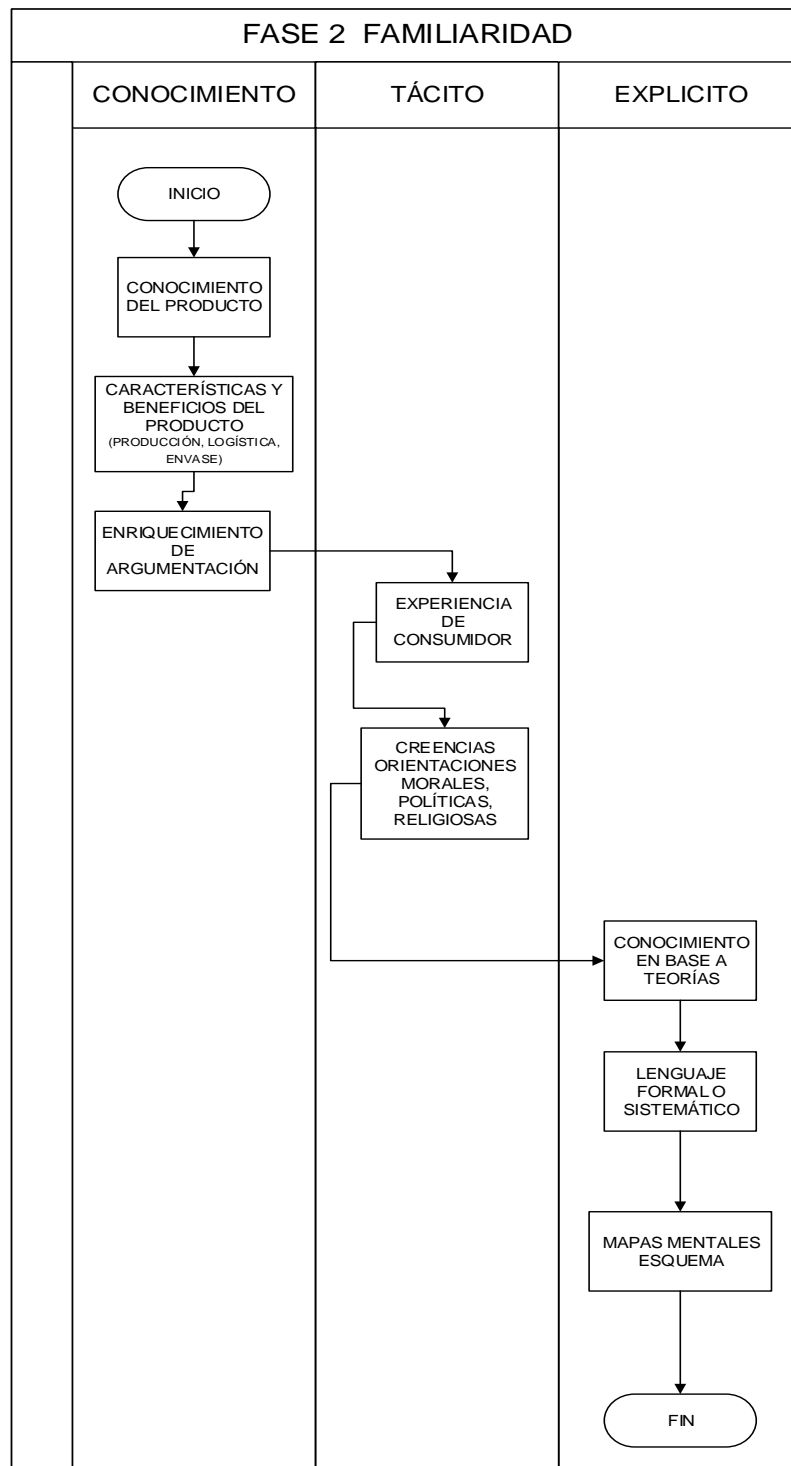 FASE 2 FAMILIARIDAD
CONOCIMIENTO
TÁCITO
EXPLICITO
INICIO
CONOCIMIENTO
DEL PRODUCTO
CARACTERÍSTICAS Y
BENEFICIOS DEL
PRODUCTO
(PRODUCCIÓN, LOGÍSTICA,
ENVASE)
ENRIQUECIMIENTO
DE
ARGUMENTACIÓN
EXPERIENCIA
DE
CONSUMIDOR
CREENCIAS
ORIENTACIONES
MORALES,
POLÍTICAS,
RELIGIOSAS
CONOCIMIENTO
EN BASE A
TEORÍAS
LENGUAJE
FORMAL O
SISTEMÁTICO
MAPAS MENTALES
ESQUEMA
FIN